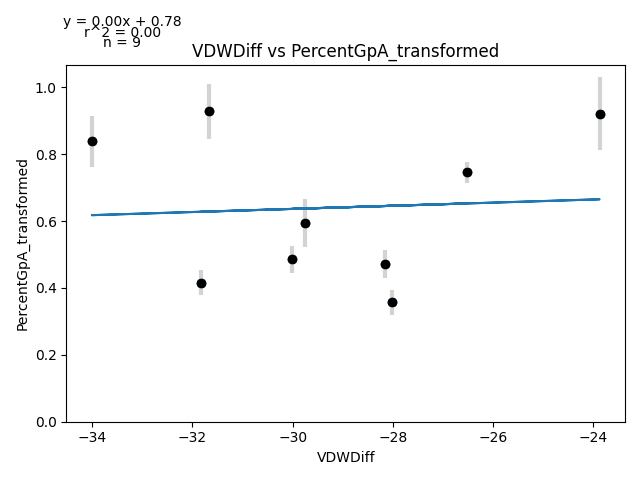 y = 0.00x + 0.78
r^2 = 0.00
n = 9
VDWDiff vs PercentGpA_transformed
PercentGpA_transformed
1.0
0.8
0.6
0.4
0.2
0.0
−34
−32
−30
−28
−26
−24
VDWDiff